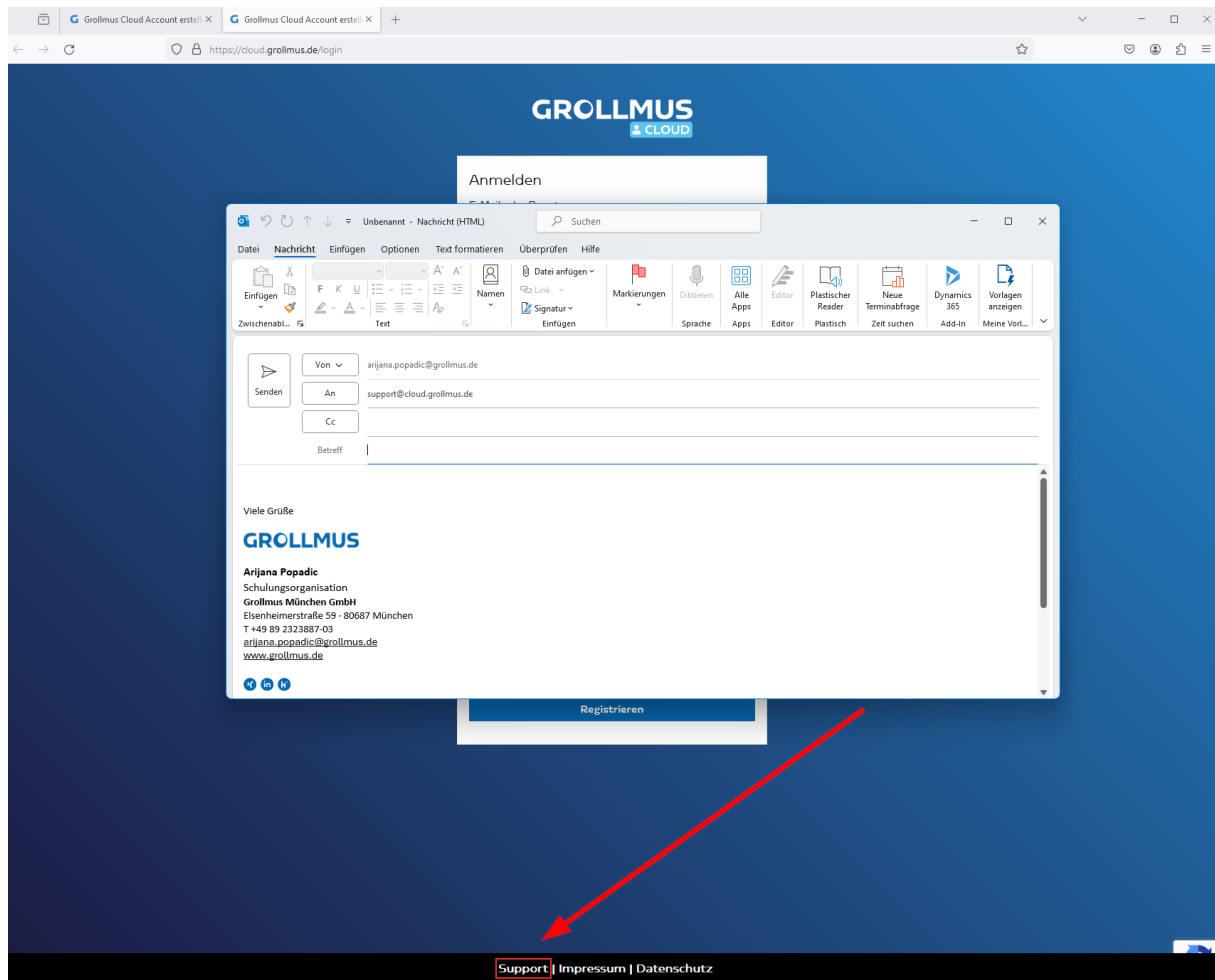 Grollmus Cloud Account erstell
Grollmus Cloud Account erstell
https://cloud.grollmus.de/login
GROLLMUS
CLOUD
Anmelden
Unbenannt - Nachricht (HTML)
Suchen
Datei Nachricht Einfügen Optionen Text formatieren Überprüfen Hilfe
Einfügen
F K U
Namen
Datei anfügen
Link
Signatur
Markierungen
Diktieren
Alle Apps
Editor
Plastischer Reader
Neue Terminabfrage
Dynamics 365
Vorlagen anzeigen
Zwischenabl... Text Einfügen Sprache Apps Editor Plastisch Zeit suchen Add-In Meine Vorl...
Senden
Von arijana.popadic@grollmus.de
An support@cloud.grollmus.de
Cc
Betreff
Viele Grüße
GROLLMUS
Arijana Popadic
Schulungsorganisation
Grollmus München GmbH
Elsenheimerstraße 59 - 80687 München
T +49 89 2323887-03
arijana.popadic@grollmus.de
www.grollmus.de
Registrieren
Support | Impressum | Datenschutz